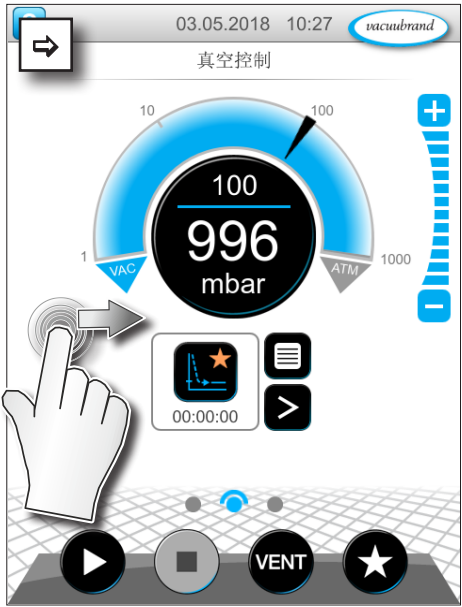 03.05.2018 10:27 vacuubrand
真空控制
10 100
1 1000
VAC ATM
100
996
mbar
00:00:00
VENT